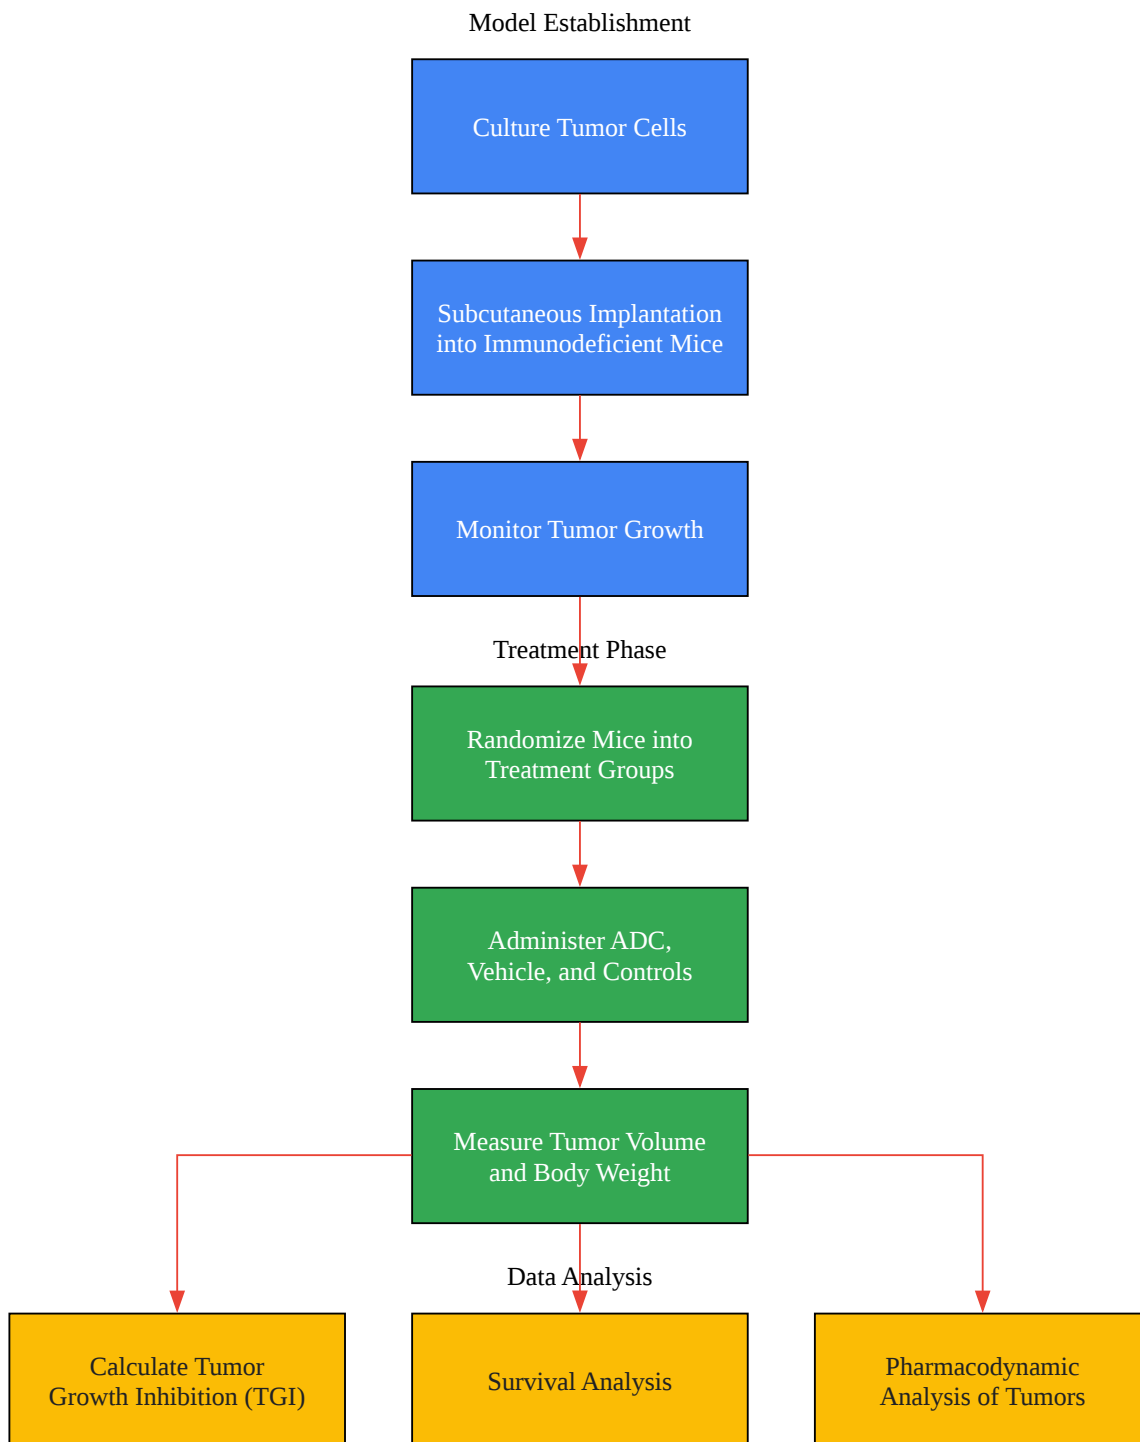 Model Establishment
Culture Tumor Cells
Subcutaneous Implantation
into Immunodeficient Mice
Monitor Tumor Growth
Treatment Phase
Randomize Mice into
Treatment Groups
Administer ADC,
Vehicle, and Controls
Measure Tumor Volume
and Body Weight
Data Analysis
Calculate Tumor
Growth Inhibition (TGI)
Survival Analysis
Pharmacodynamic
Analysis of Tumors